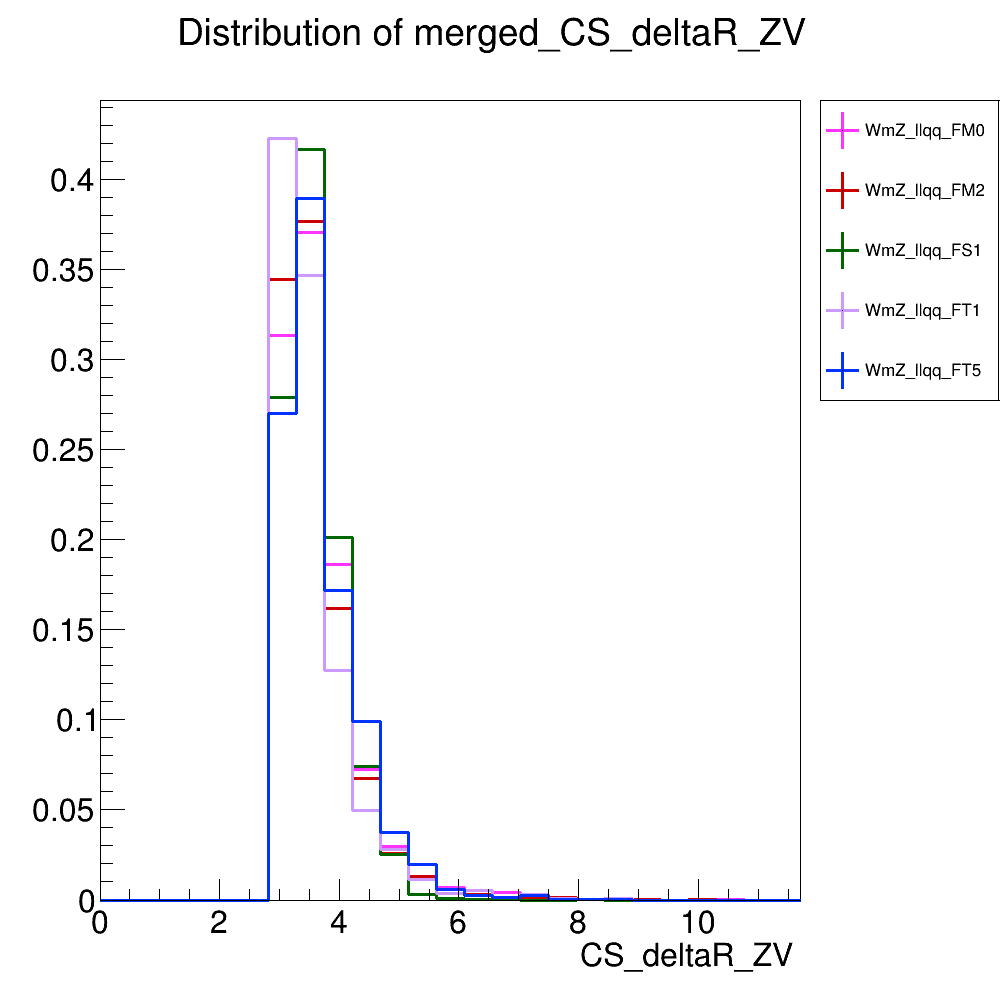 Distribution of merged_CS_deltaR_ZV
WmZ_llqq_FM0
WmZ_llqq_FM2
WmZ_llqq_FS1
WmZ_llqq_FT1
WmZ_llqq_FT5
0.4
0.35
0.3
0.25
0.2
0.15
0.1
0.05
0
0 2 4 6 8 10
CS_deltaR_ZV